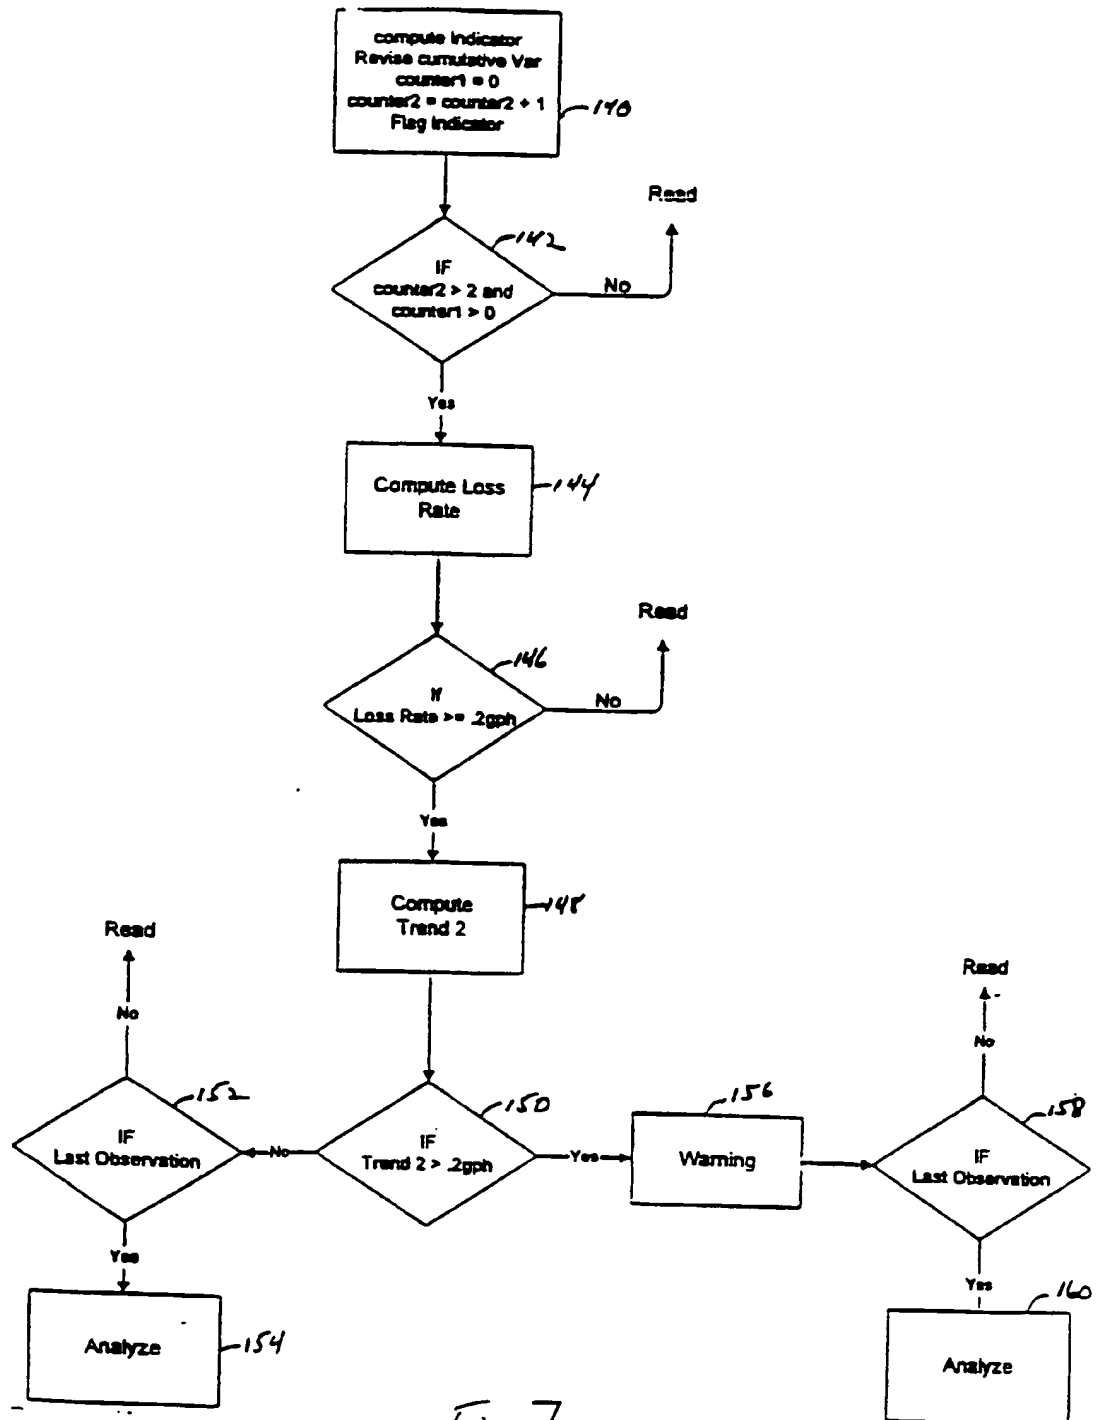 compute Indicator
Revise cumulative Var
counter1 = 0
counter2 = counter2 + 1
Flag Indicator
140
Read
142
IF
counter2 > 2 and
counter1 > 0
No
Yes
Compute Loss
Rate
144
Read
146
If
Loss Rate >= .2gph
No
Yes
Compute
Trend 2
148
Read
No
152
IF
Last Observation
Yes
Analyze
154
150
IF
Trend 2 > .2gph
No
Yes
156
Warning
Read
No
158
IF
Last Observation
Yes
160
Analyze